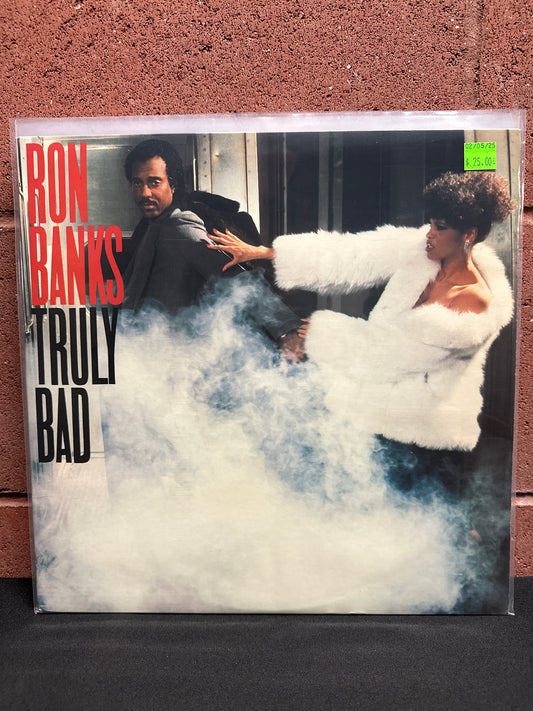 RON
BANKS
TRULY
BAD
02/05/25
$ 25.00